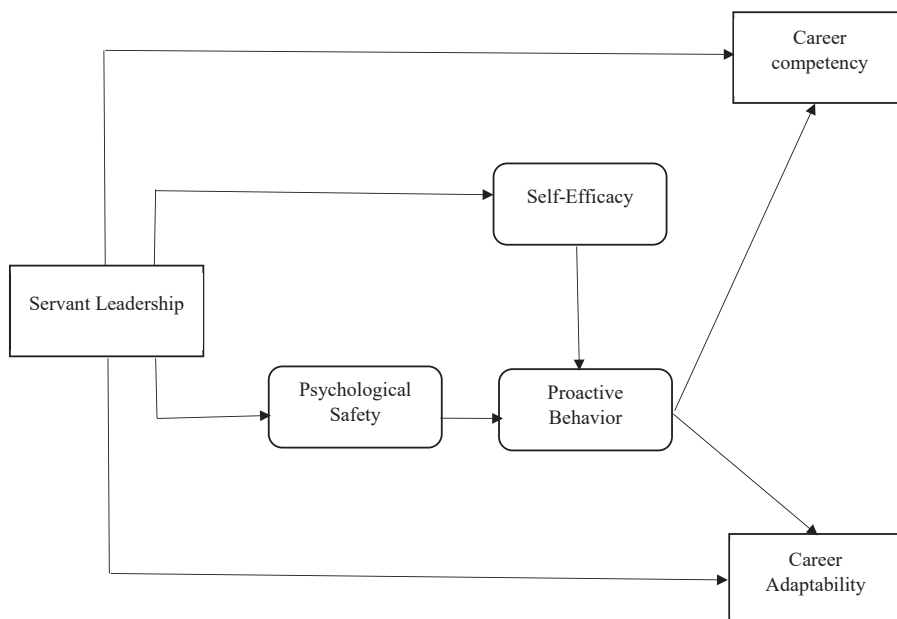 Career
competency
Self-Efficacy
Servant Leadership
Psychological
Safety
Proactive
Behavior
Career
Adaptability